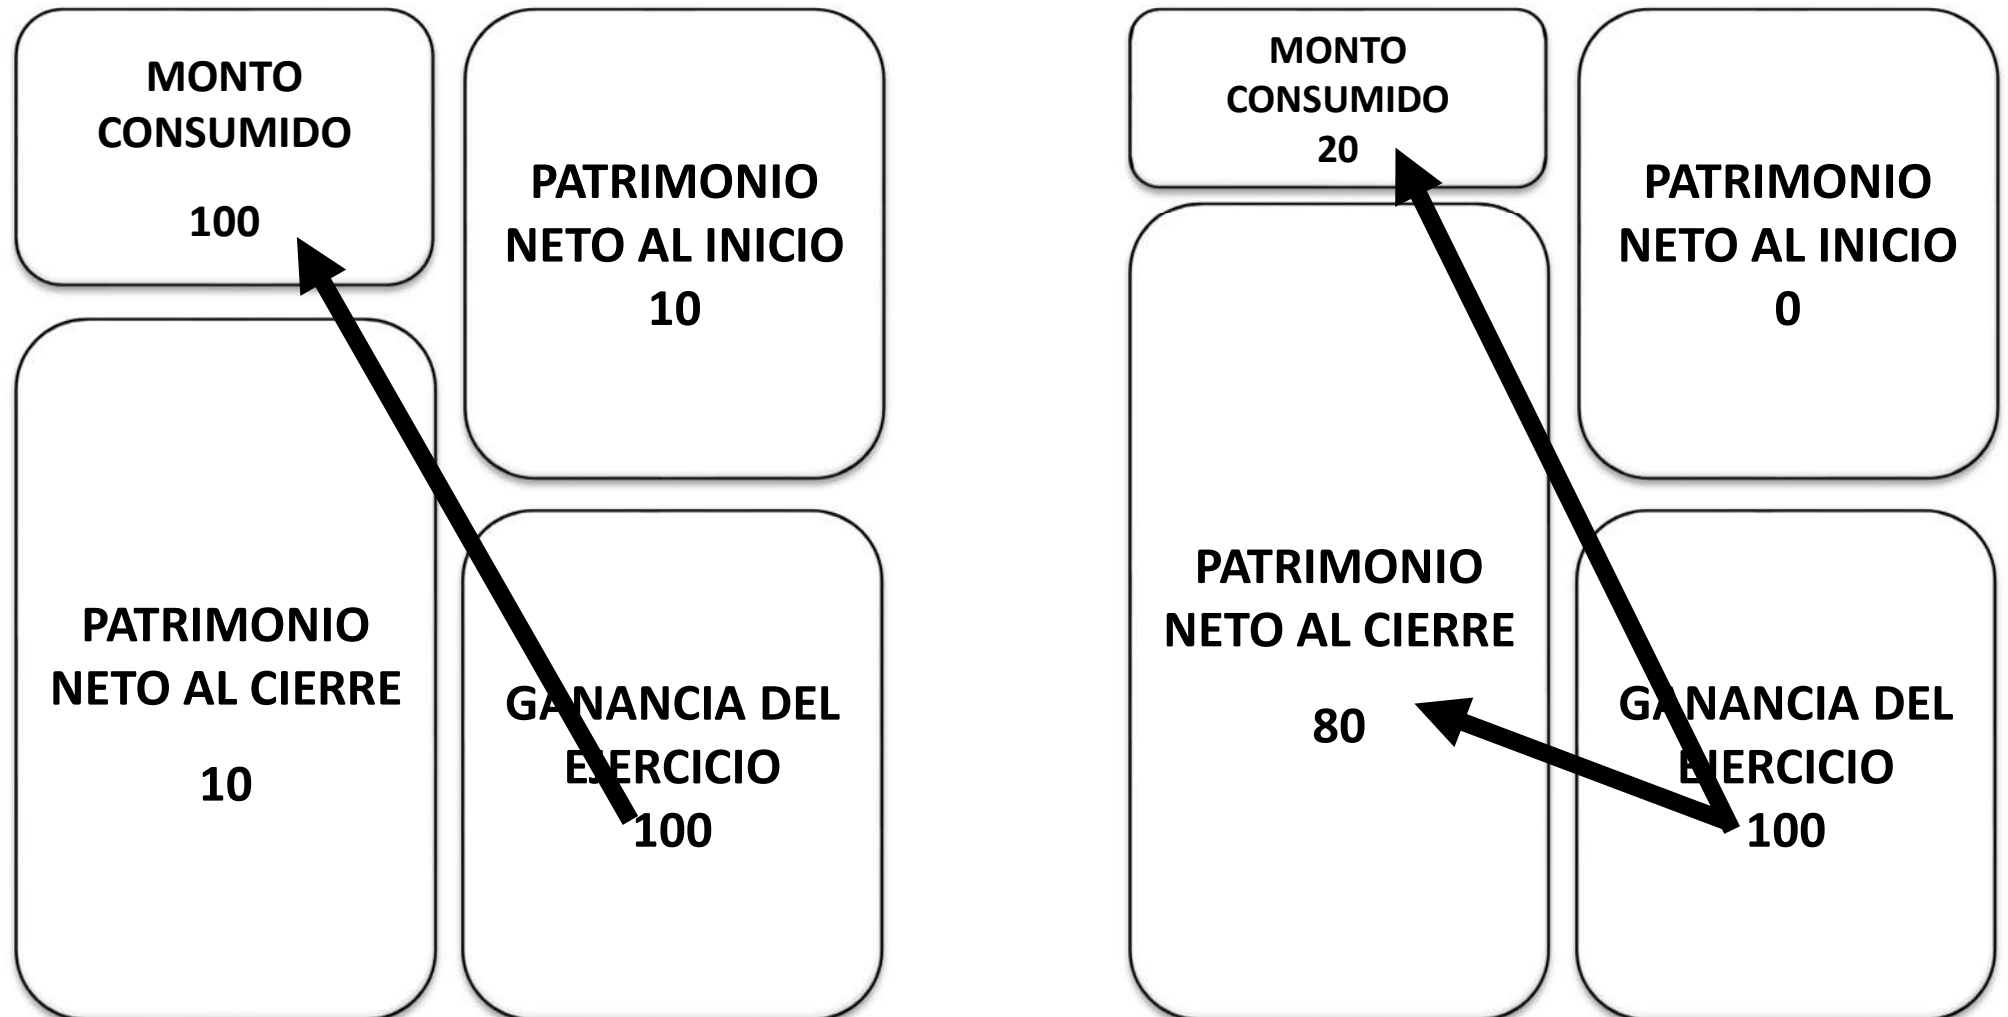 MONTO
CONSUMIDO
100
PATRIMONIO
NETO AL INICIO
10
PATRIMONIO
NETO AL CIERRE
10
GANANCIA DEL
EJERCICIO
100
MONTO
CONSUMIDO
20
PATRIMONIO
NETO AL INICIO
0
PATRIMONIO
NETO AL CIERRE
80
GANANCIA DEL
EJERCICIO
100